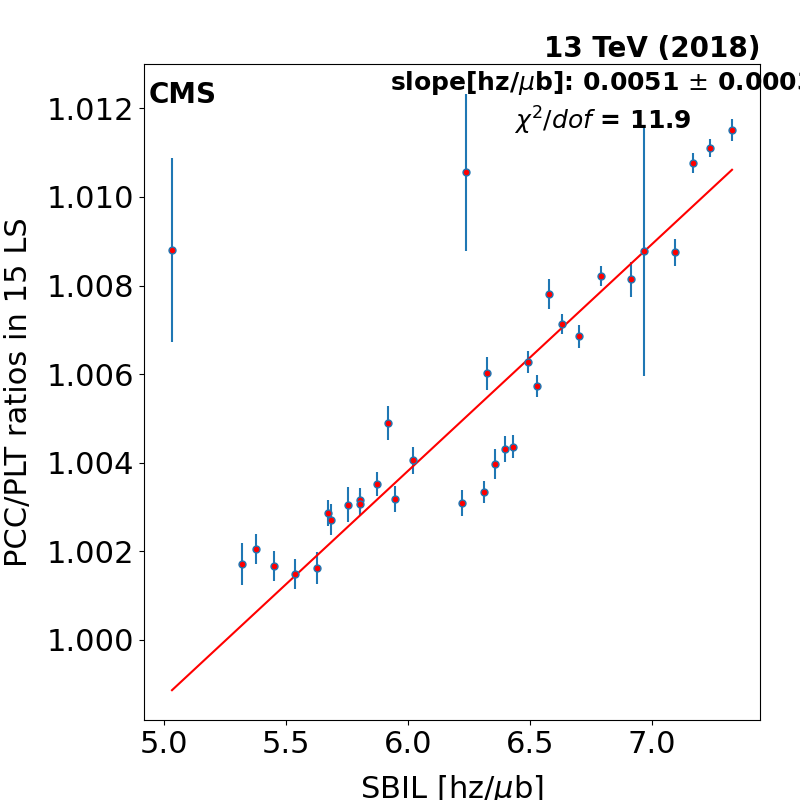 13 TeV (2018)
CMS
slope[hz/μb]: 0.0051 ± 0.0003
χ²/dof = 11.9
1.012
1.010
1.008
1.006
1.004
1.002
1.000
PCC/PLT ratios in 15 LS
5.0 5.5 6.0 6.5 7.0
SBIL [hz/μb]